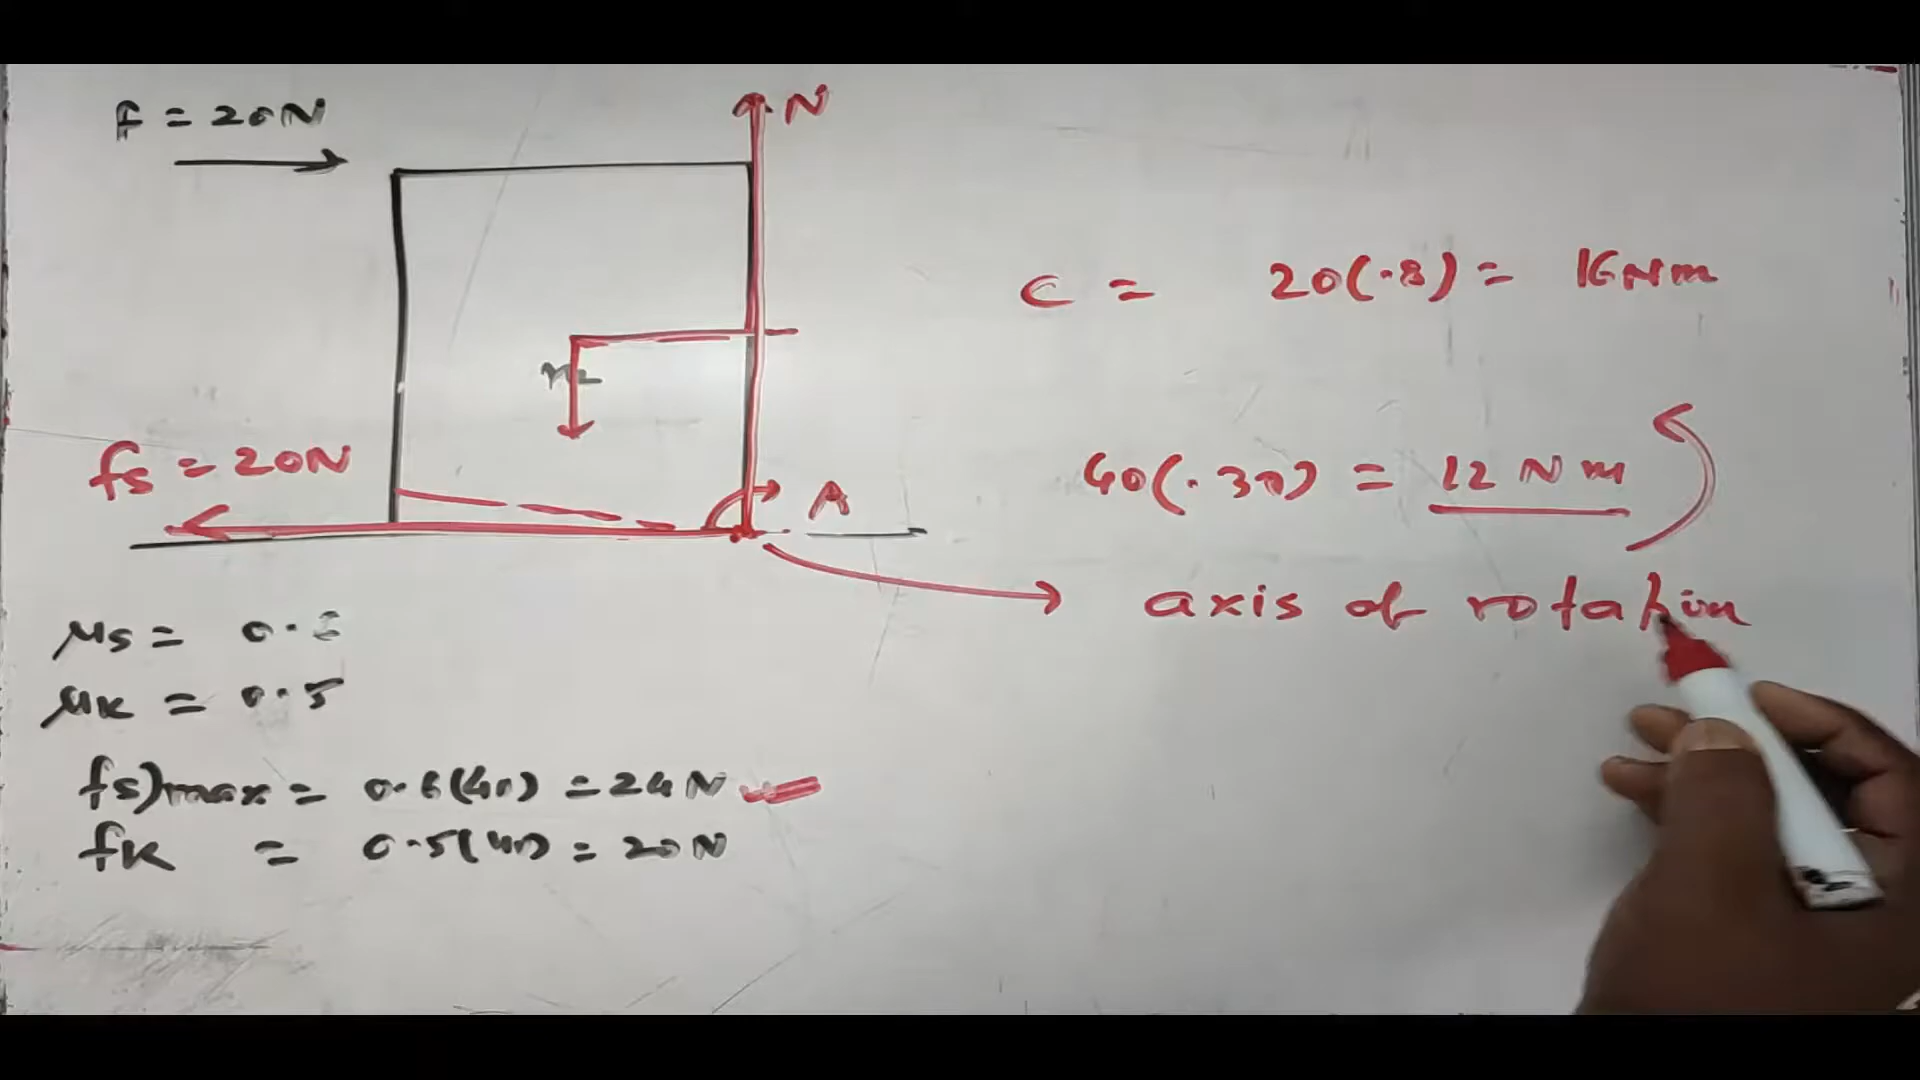 F = 20N
N
C = 20(.8) = 16Nm
fs = 20N
A
40(.30) = 12 Nm
axis of rotation
μs = 0.6
μK = 0.5
fs)max = 0.6(40) = 24N
fK = 0.5(40) = 20N